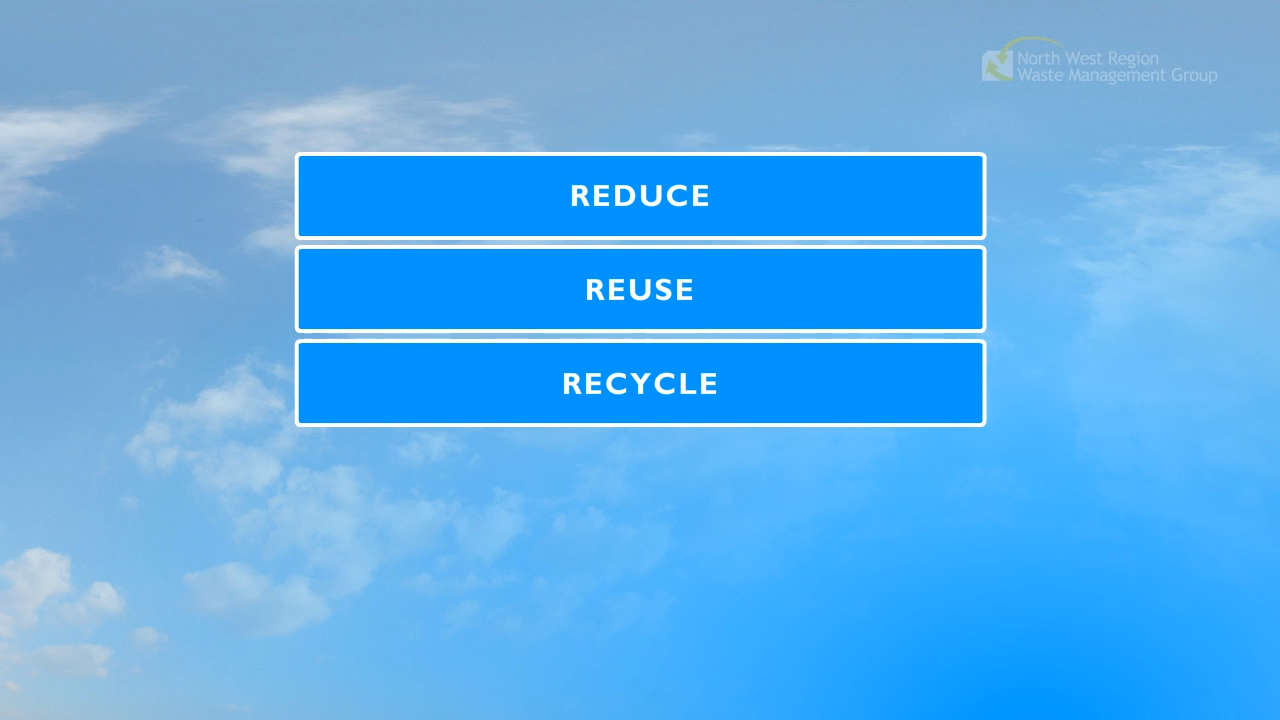 North West Region
Waste Management Group
REDUCE
REUSE
RECYCLE